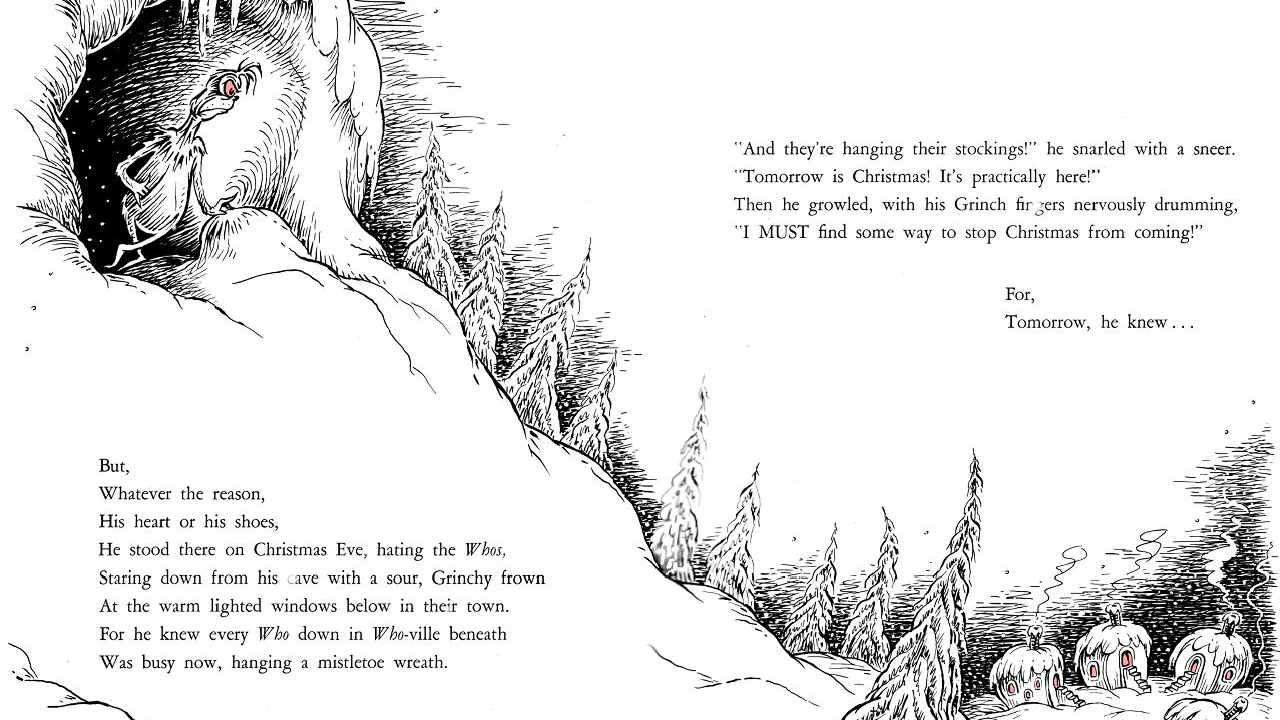 But,
Whatever the reason,
His heart or his shoes,
He stood there on Christmas Eve, hating the Whos,
Staring down from his cave with a sour, Grinchy frown
At the warm lighted windows below in their town.
For he knew every Who down in Who-ville beneath
Was busy now, hanging a mistletoe wreath.
"And they're hanging their stockings!" he snarled with a sneer.
"Tomorrow is Christmas! It's practically here!"
Then he growled, with his Grinch fingers nervously drumming,
"I MUST find some way to stop Christmas from coming!"
For,
Tomorrow, he knew . . .